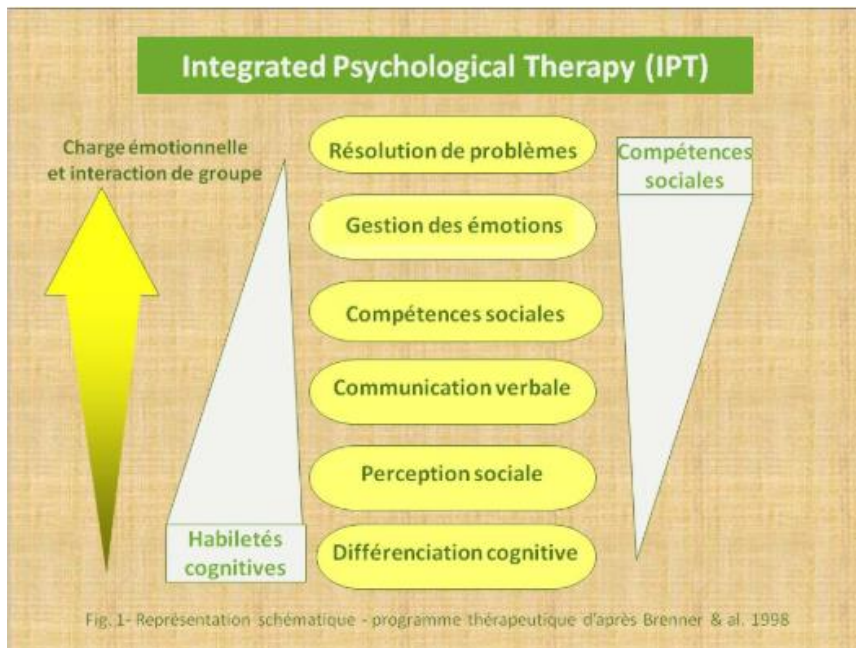 Integrated Psychological Therapy (IPT)
Charge émotionnelle
et interaction de groupe
Résolution de problèmes
Compétences
sociales
Gestion des émotions
Compétences sociales
Communication verbale
Perception sociale
Habiletés
cognitives
Différenciation cognitive
Fig. 1- Représentation schématique - programme thérapeutique d'après Brenner & al. 1998